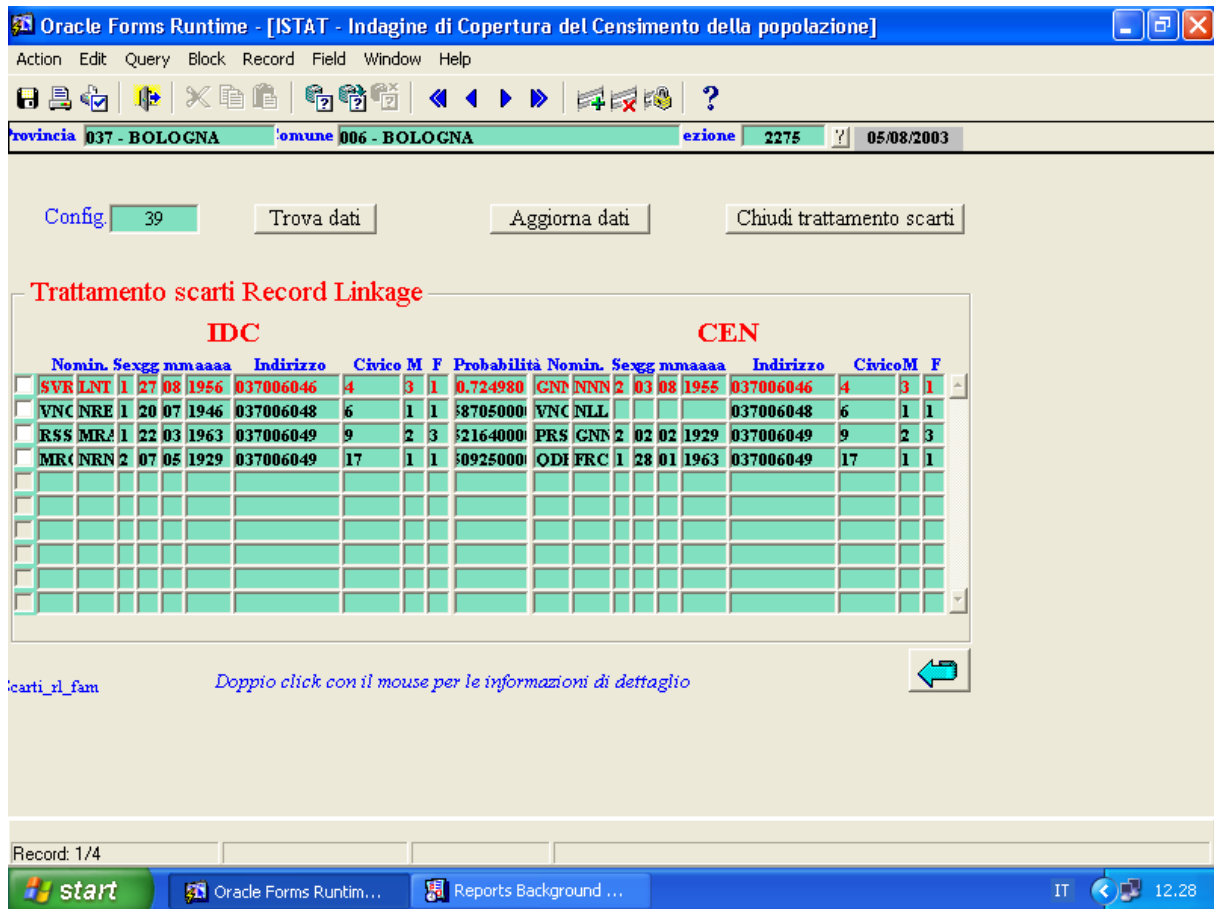 Oracle Forms Runtime - [ISTAT - Indagine di Copertura del Censimento della popolazione]
Action Edit Query Block Record Field Window Help
Provincia 037 - BOLOGNA omune 006 - BOLOGNA ezione 2275 ? 05/08/2003
Config. 39 Trova dati Aggiorna dati Chiudi trattamento scarti
Trattamento scarti Record Linkage
IDC CEN
Nomin. Sex gg mm aaaa Indirizzo Civico M F Probabilità Nomin. Sex gg mm aaaa Indirizzo Civico M F
SVR LNT 1 27 08 1956 037006046 4 3 1 0.724980 GNN NNN 2 03 08 1955 037006046 4 3 1
VNC NRE 1 20 07 1946 037006048 6 1 1 58705000 VNC NLL 037006048 6 1 1
RSS MRA 1 22 03 1963 037006049 9 2 3 52164000 PRS GNN 2 02 02 1929 037006049 9 2 3
MRC NRN 2 07 05 1929 037006049 17 1 1 50925000 ODF FRC 1 28 01 1963 037006049 17 1 1
Scarti_rl_fam Doppio click con il mouse per le informazioni di dettaglio
Record: 1/4
start Oracle Forms Runtim... Reports Background ... IT 12.28